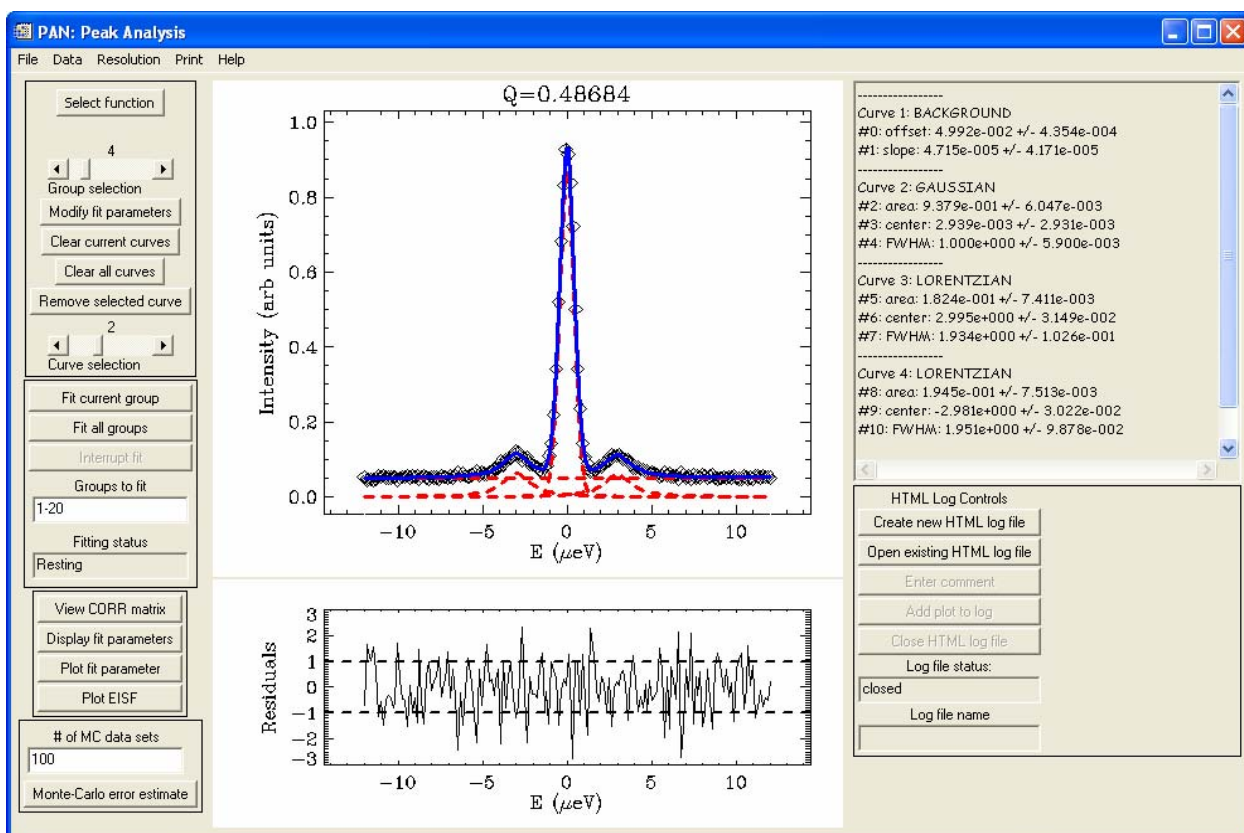 PAN: Peak Analysis
File Data Resolution Print Help
Select function
4
Group selection
Modify fit parameters
Clear current curves
Clear all curves
Remove selected curve
2
Curve selection
Fit current group
Fit all groups
Interrupt fit
Groups to fit
1-20
Fitting status
Resting
View CORR matrix
Display fit parameters
Plot fit parameter
Plot EISF
# of MC data sets
100
Monte-Carlo error estimate
Q=0.48684
Intensity (arb units)
1.0
0.8
0.6
0.4
0.2
0.0
−10 −5 0 5 10
E (μeV)
Residuals
3
2
1
0
−1
−2
−3
−10 −5 0 5 10
E (μeV)
-----------------
Curve 1: BACKGROUND
#0: offset: 4.992e-002 +/- 4.354e-004
#1: slope: 4.715e-005 +/- 4.171e-005
-----------------
Curve 2: GAUSSIAN
#2: area: 9.379e-001 +/- 6.047e-003
#3: center: 2.939e-003 +/- 2.931e-003
#4: FWHM: 1.000e+000 +/- 5.900e-003
-----------------
Curve 3: LORENTZIAN
#5: area: 1.824e-001 +/- 7.411e-003
#6: center: 2.995e+000 +/- 3.149e-002
#7: FWHM: 1.934e+000 +/- 1.026e-001
-----------------
Curve 4: LORENTZIAN
#8: area: 1.945e-001 +/- 7.513e-003
#9: center: -2.981e+000 +/- 3.022e-002
#10: FWHM: 1.951e+000 +/- 9.878e-002
HTML Log Controls
Create new HTML log file
Open existing HTML log file
Enter comment
Add plot to log
Close HTML log file
Log file status:
closed
Log file name